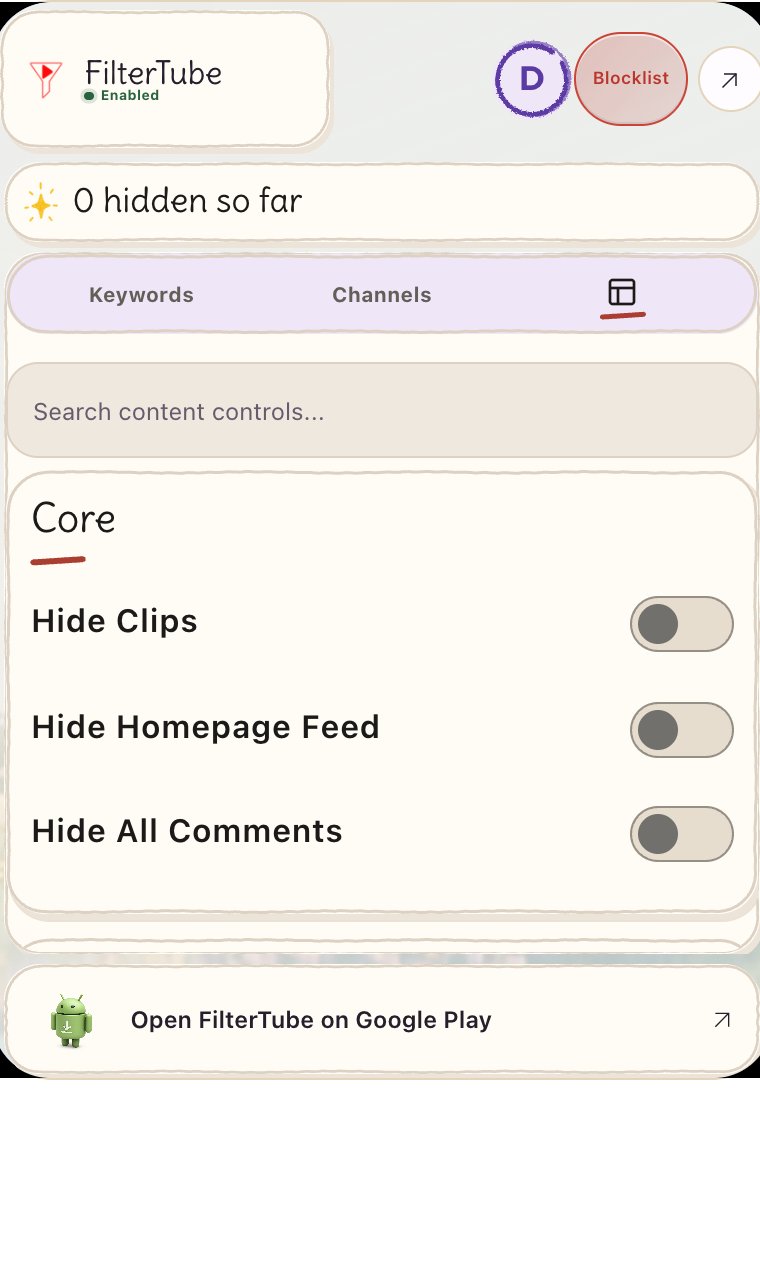 FilterTube
Enabled
D
Blocklist
0 hidden so far
Keywords
Channels
Search content controls...
Core
Hide Clips
Hide Homepage Feed
Hide All Comments
Open FilterTube on Google Play